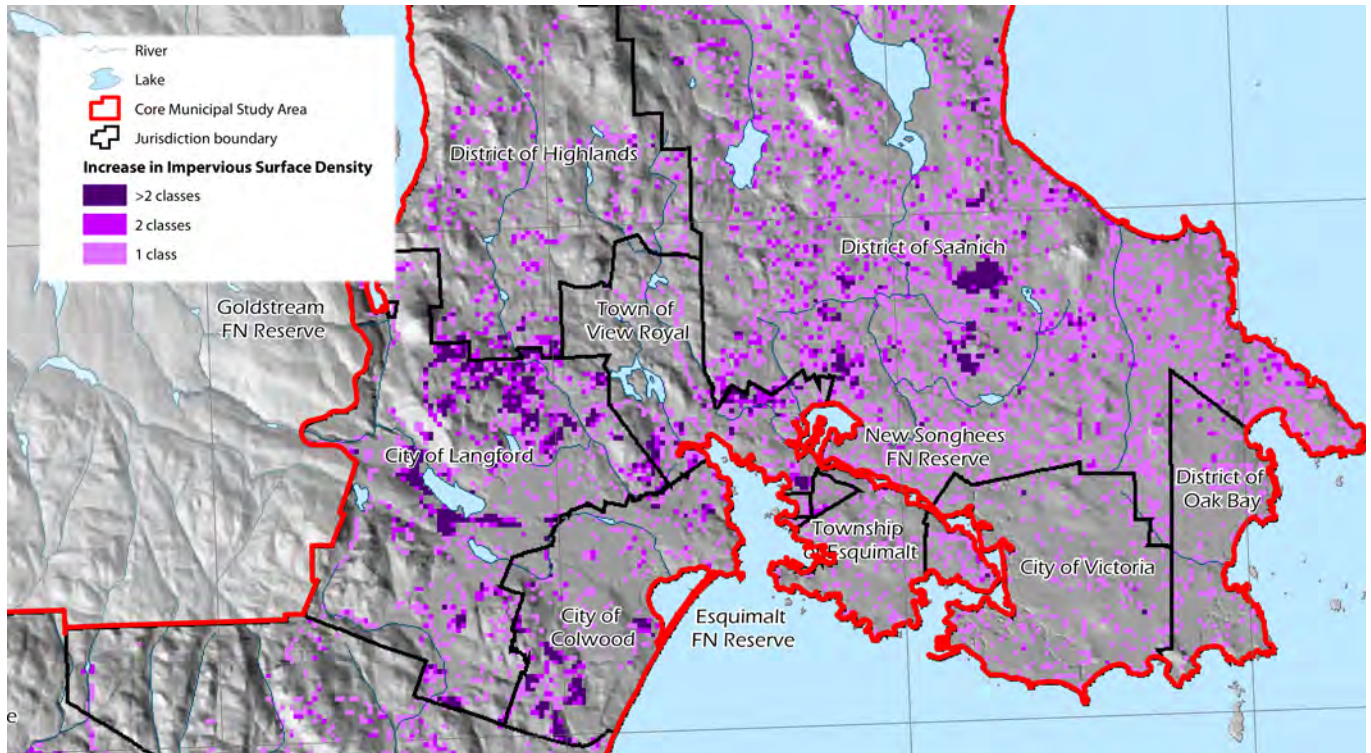 River
Lake
Core Municipal Study Area
Jurisdiction boundary
Increase in Impervious Surface Density
>2 classes
2 classes
1 class
District of Highlands
District of Saanich
Goldstream
FN Reserve
Town of
View Royal
City of Langford
New Songhees
FN Reserve
District of
Oak Bay
Township
of Esquimalt
City of Victoria
City of
Colwood
Esquimalt
FN Reserve
e